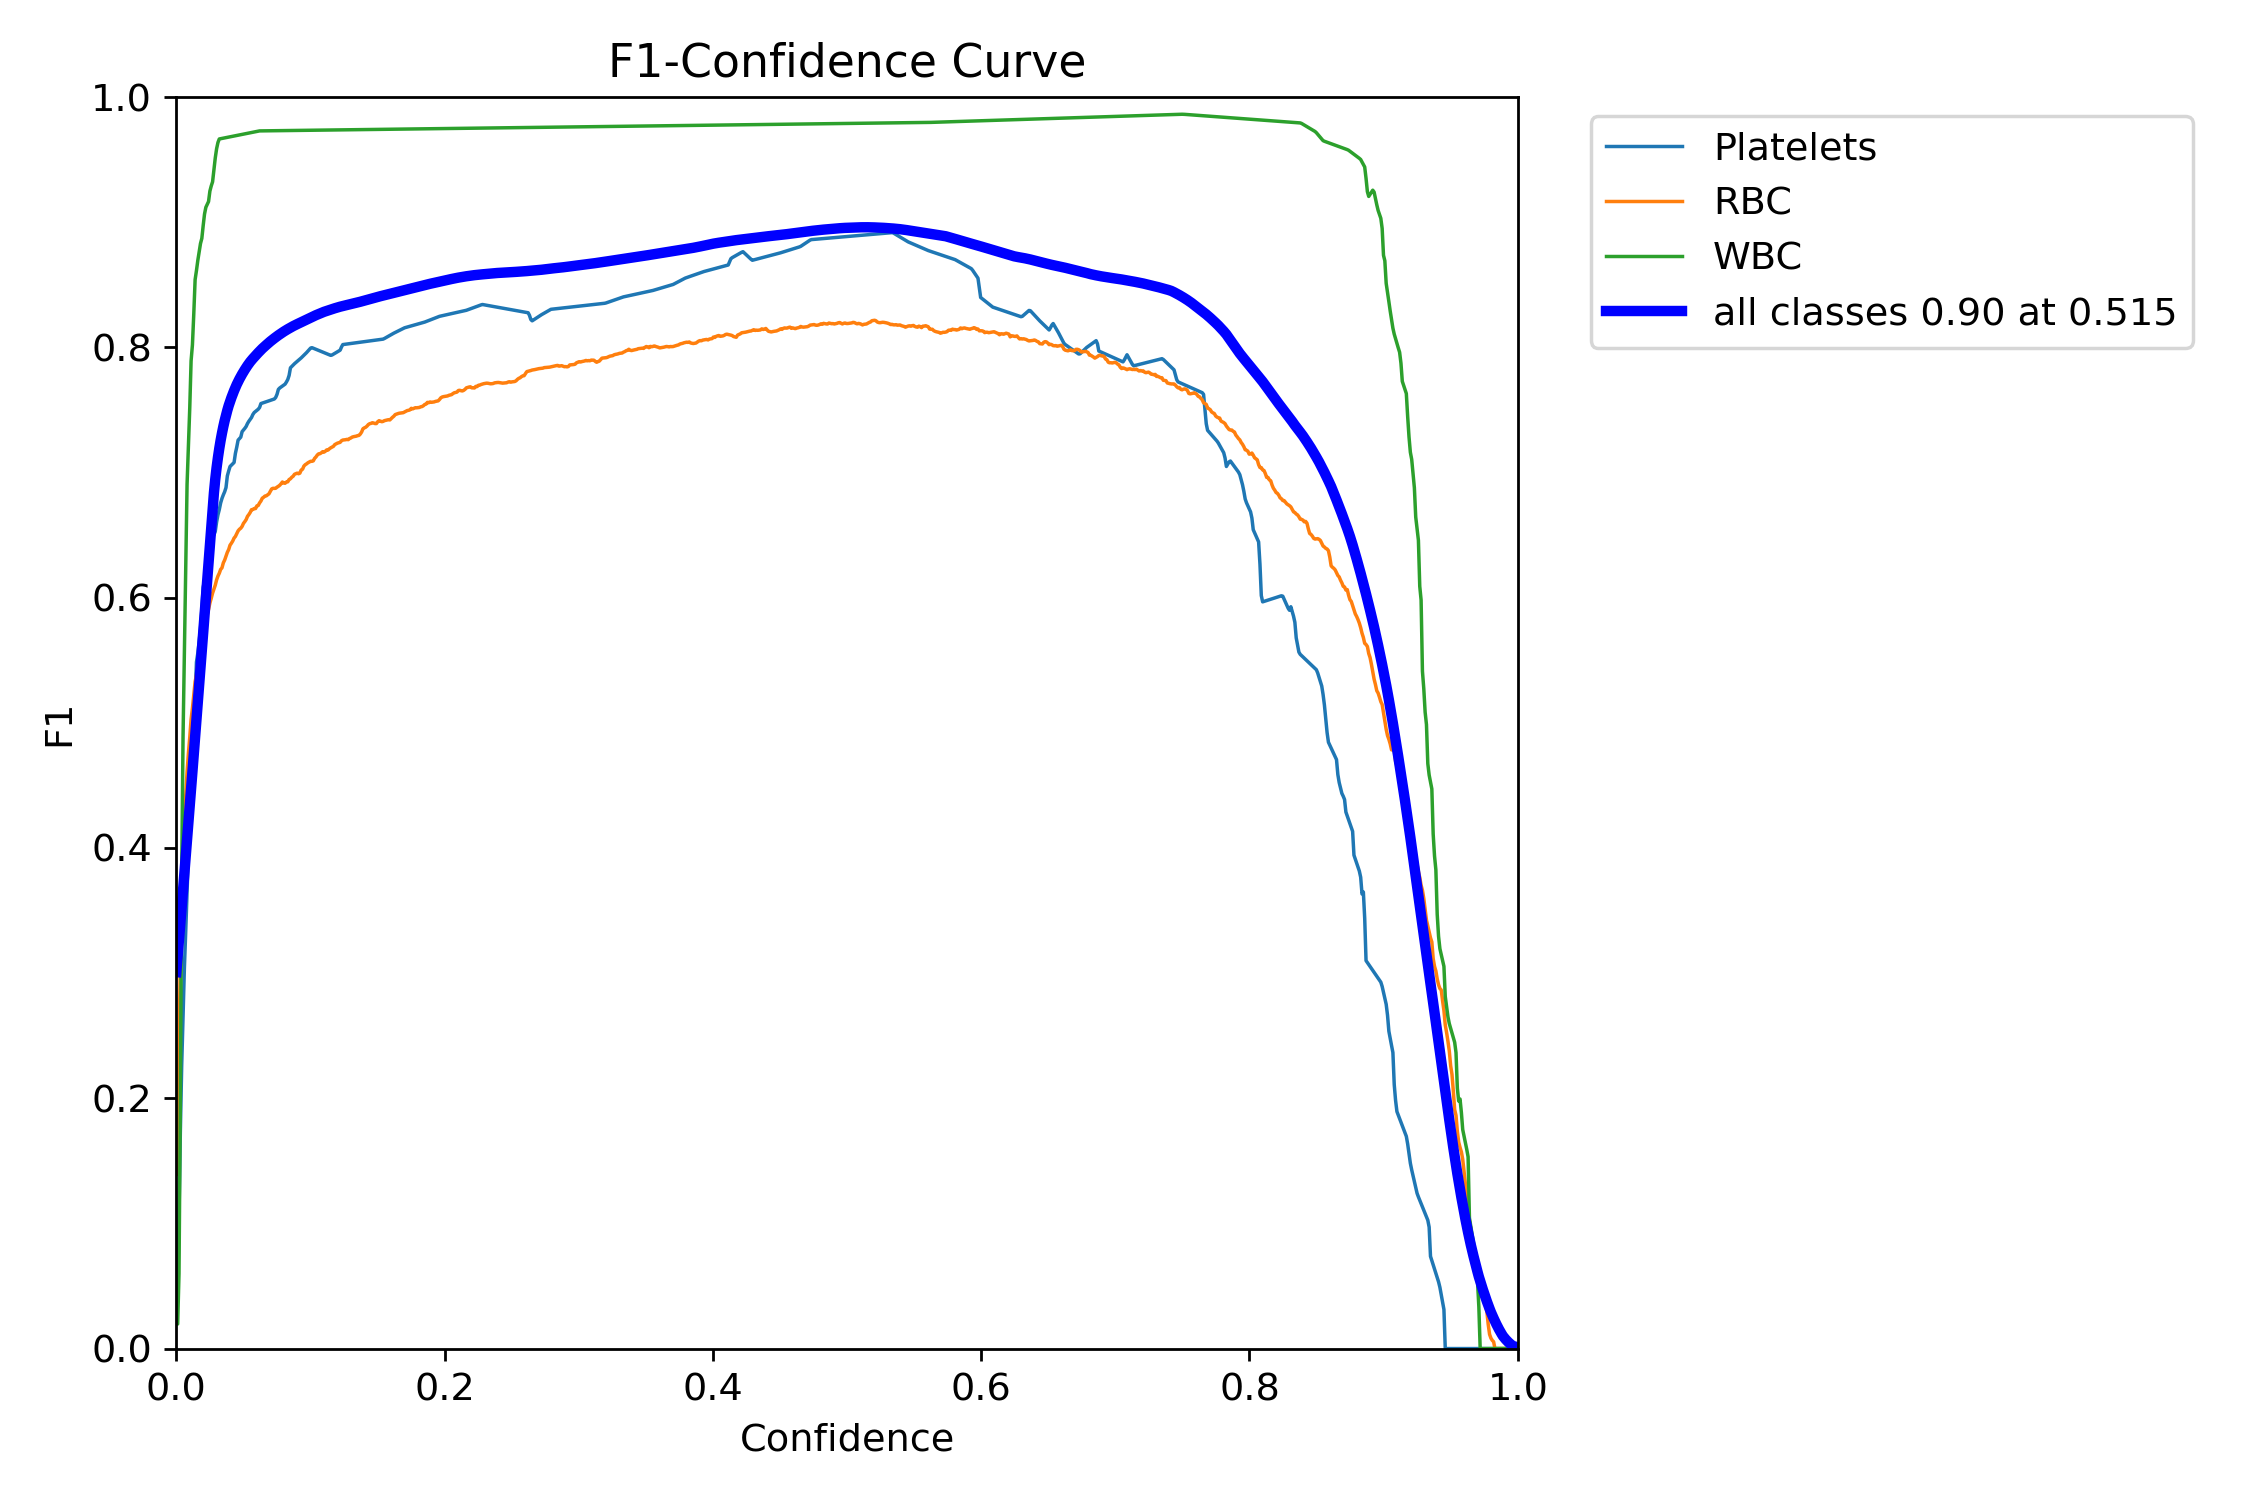 F1-Confidence Curve
1.0
0.8
0.6
0.4
0.2
0.0
F1
0.0 0.2 0.4 0.6 0.8 1.0
Confidence
Platelets
RBC
WBC
all classes 0.90 at 0.515